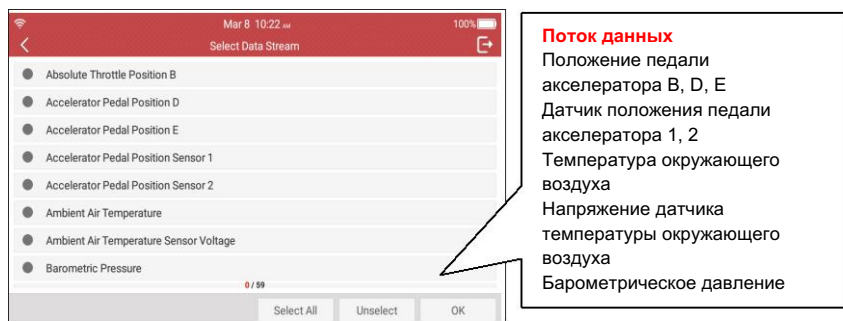 Mar 8 10:22 AM 100%
Select Data Stream
Absolute Throttle Position B
Accelerator Pedal Position D
Accelerator Pedal Position E
Accelerator Pedal Position Sensor 1
Accelerator Pedal Position Sensor 2
Ambient Air Temperature
Ambient Air Temperature Sensor Voltage
Barometric Pressure
0 / 59
Select All Unselect OK
Поток данных
Положение педали
акселератора B, D, E
Датчик положения педали
акселератора 1, 2
Температура окружающего
воздуха
Напряжение датчика
температуры окружающего
воздуха
Барометрическое давление